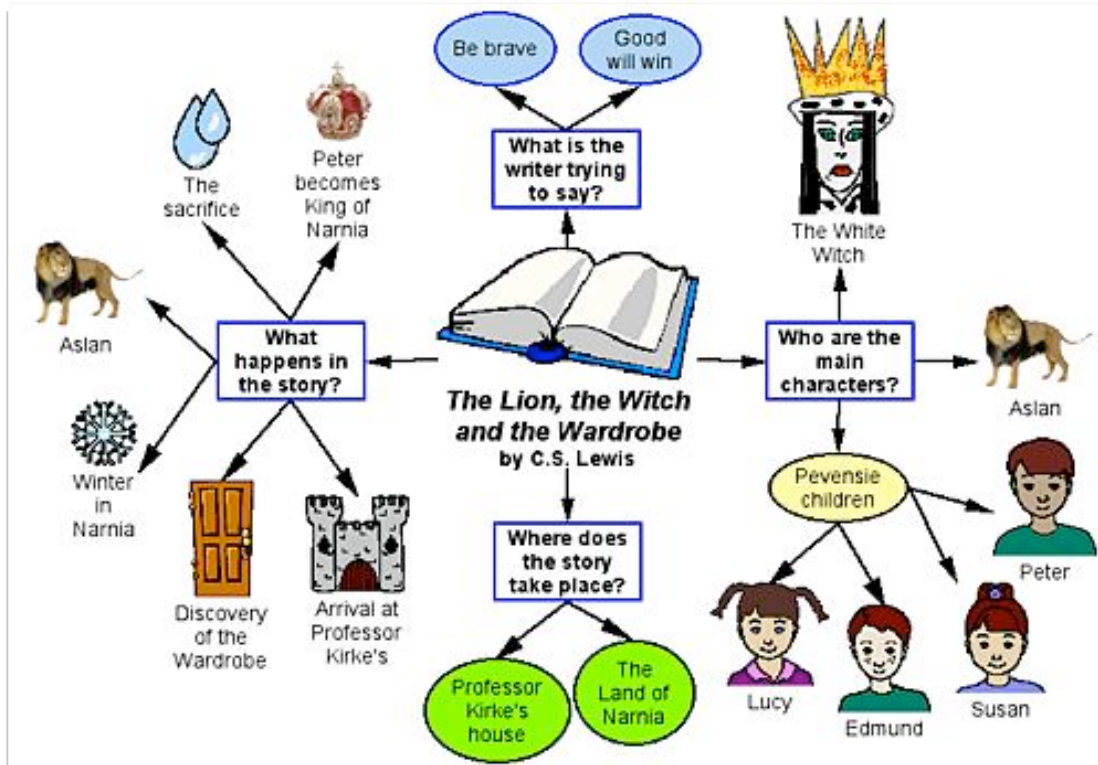 Be brave
Good
will win
What is the
writer trying
to say?
The
sacrifice
Peter
becomes
King of
Narnia
The White
Witch
Aslan
What
happens in
the story?
Who are the
main
characters?
Aslan
The Lion, the Witch
and the Wardrobe
by C.S. Lewis
Winter
in
Narnia
Discovery
of the
Wardrobe
Arrival at
Professor
Kirke's
Where does
the story
take place?
Professor
Kirke's
house
The
Land of
Narnia
Pevensie
children
Peter
Lucy
Edmund
Susan